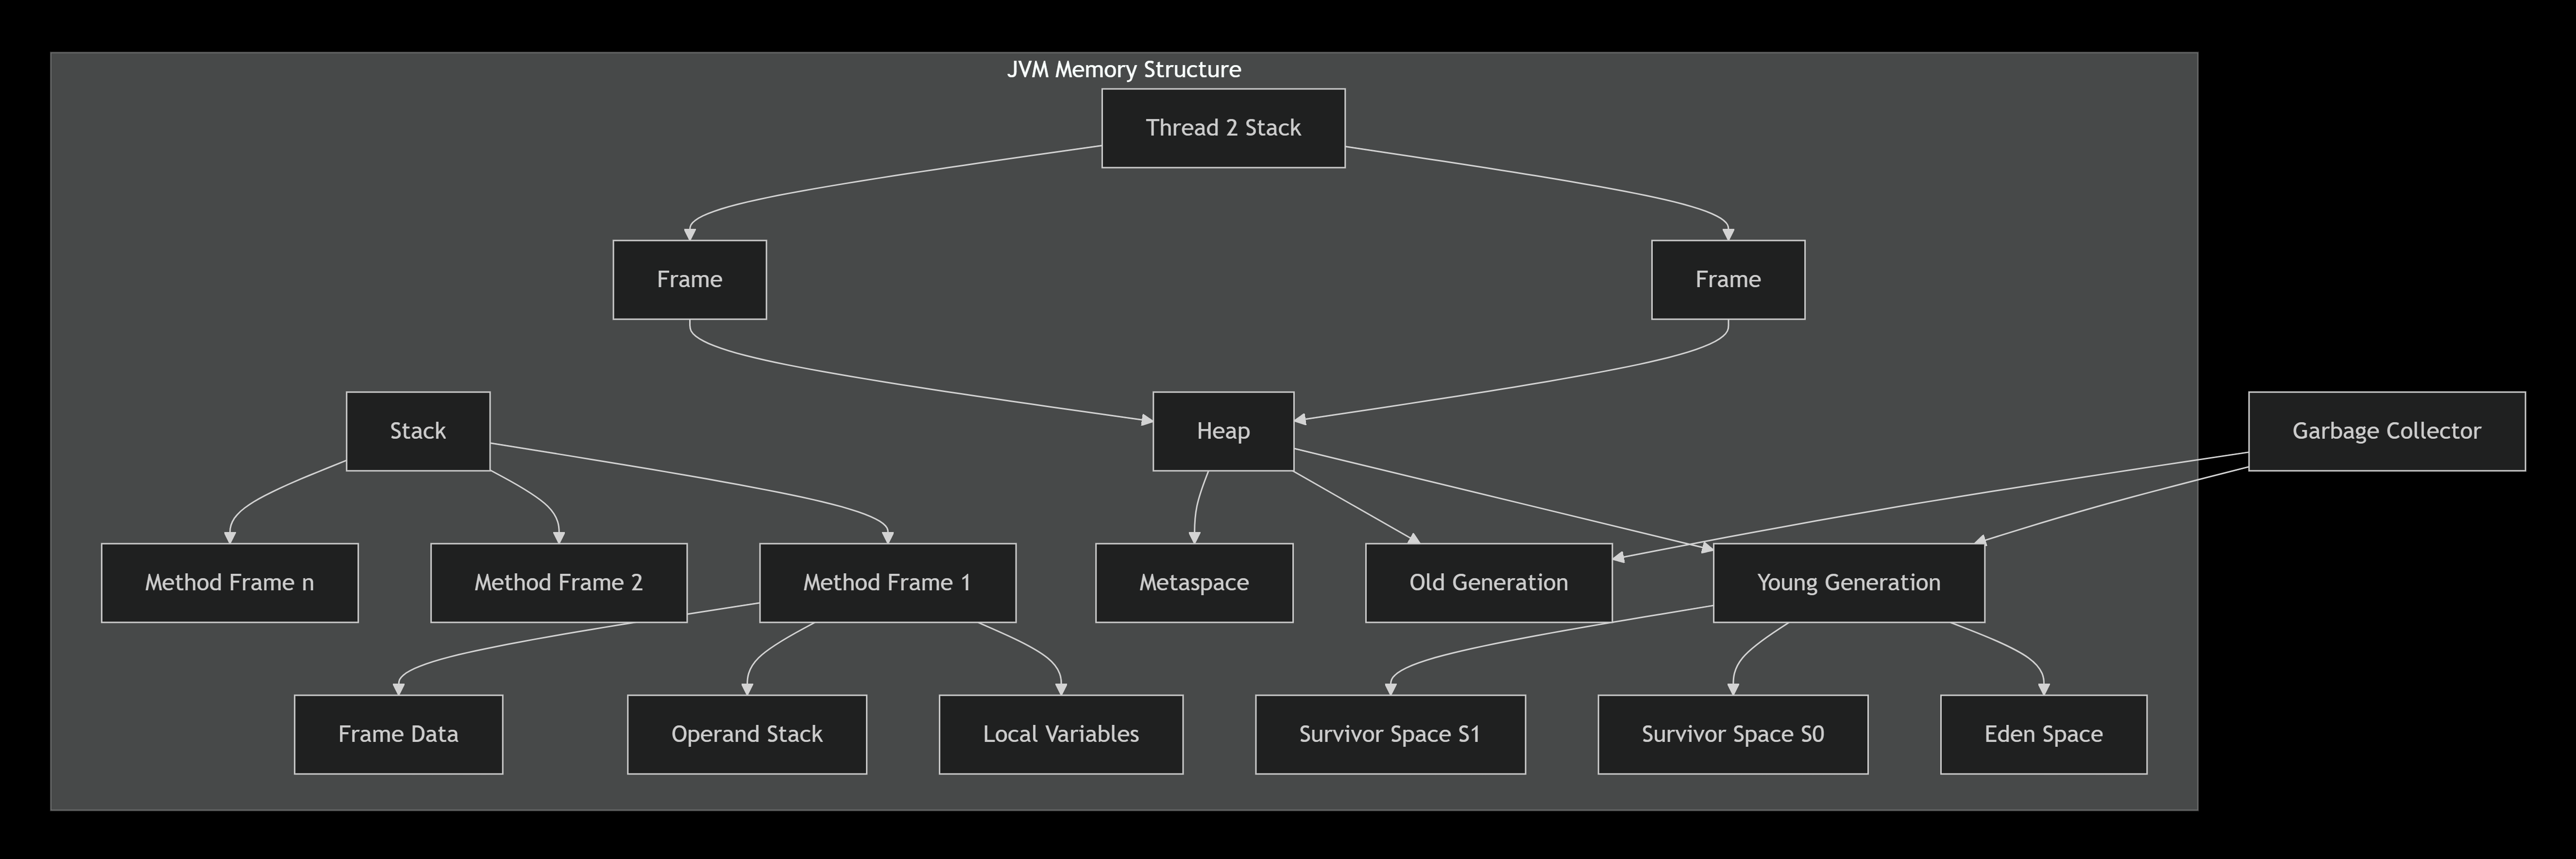 JVM Memory Structure
Thread 2 Stack
Frame
Frame
Stack
Heap
Garbage Collector
Method Frame n
Method Frame 2
Method Frame 1
Metaspace
Old Generation
Young Generation
Frame Data
Operand Stack
Local Variables
Survivor Space S1
Survivor Space S0
Eden Space